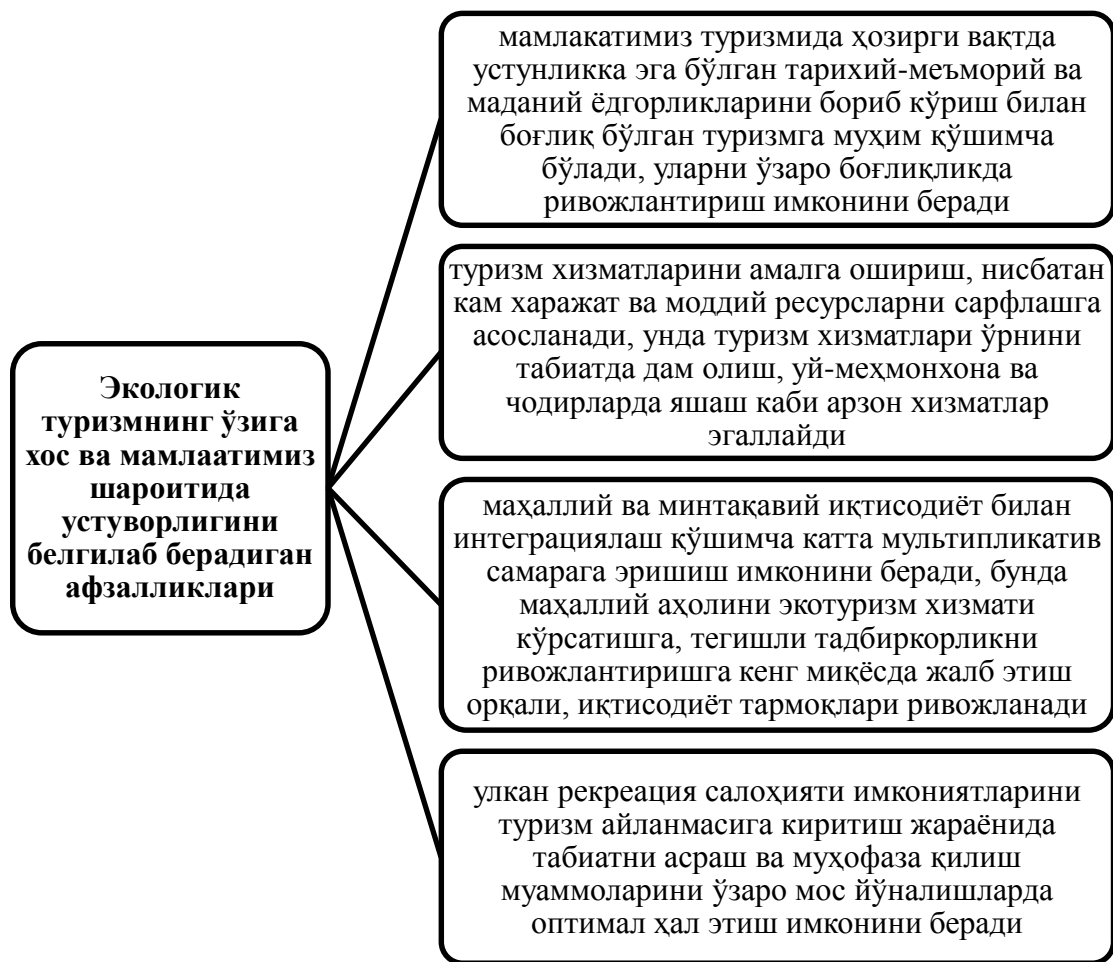 Экологик
туризмнинг ўзига
хос ва мамлаатимиз
шароитида
устуворлигини
белгилаб берадиган
афзалликлари
мамлакатимиз туризмида ҳозирги вақтда
устунликка эга бўлган тарихий-меъморий ва
маданий ёдгорликларини бориб кўриш билан
боғлиқ бўлган туризмга муҳим қўшимча
бўлади, уларни ўзаро боғлиқликда
ривожлантириш имконини беради
туризм хизматларини амалга ошириш, нисбатан
кам харажат ва моддий ресурсларни сарфлашга
асосланади, унда туризм хизматлари ўрнини
табиатда дам олиш, уй-меҳмонхона ва
чодирларда яшаш каби арзон хизматлар
эгаллайди
маҳаллий ва минтақавий иқтисодиёт билан
интеграциялаш қўшимча катта мультипликатив
самарага эришиш имконини беради, бунда
маҳаллий аҳолини экотуризм хизмати
кўрсатишга, тегишли тадбиркорликни
ривожлантиришга кенг миқёсда жалб этиш
орқали, иқтисодиёт тармоқлари ривожланади
улкан рекреация салоҳияти имкониятларини
туризм айланмасига киритиш жараёнида
табиатни асраш ва муҳофаза қилиш
муаммоларини ўзаро мос йўналишларда
оптимал ҳал этиш имконини беради